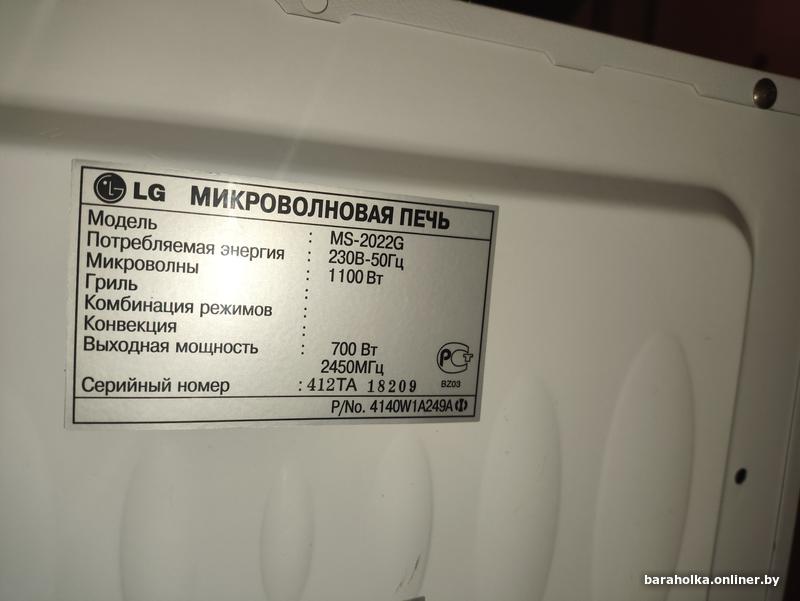 LG МИКРОВОЛНОВАЯ ПЕЧЬ
Модель : MS-2022G
Потребляемая энергия : 230В-50Гц
Микроволны : 1100 Вт
Гриль :
Комбинация режимов :
Конвекция :
Выходная мощность : 700 Вт
2450МГц
Серийный номер : 412TA 18209
РСТ
BZ03
P/No. 4140W1A249A
baraholka.onliner.by